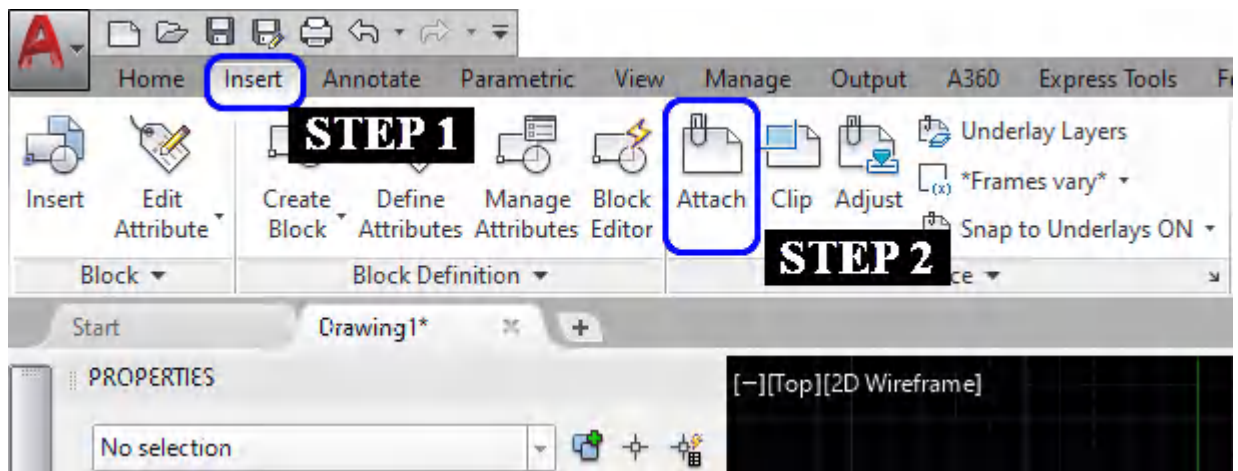 Home Insert Annotate Parametric View Manage Output A360 Express Tools
STEP 1
Insert Edit Attribute Create Block Define Attributes Manage Attributes Block Editor Attach Clip Adjust
Underlay Layers
*Frames vary*
Snap to Underlays ON
STEP 2
Block Block Definition
Start Drawing1*
PROPERTIES
[−][Top][2D Wireframe]
No selection